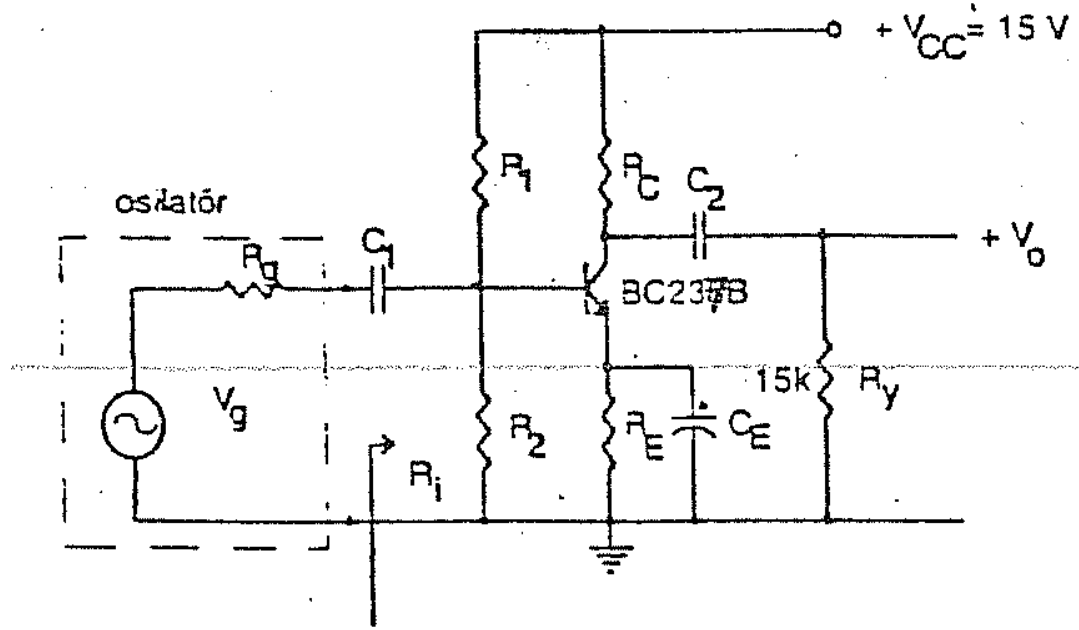 + VCC = 15 V
R1
RC
C2
osilatör
Rg
C1
+ Vo
Vg
R2
Ri
RE
CE
15k Ry